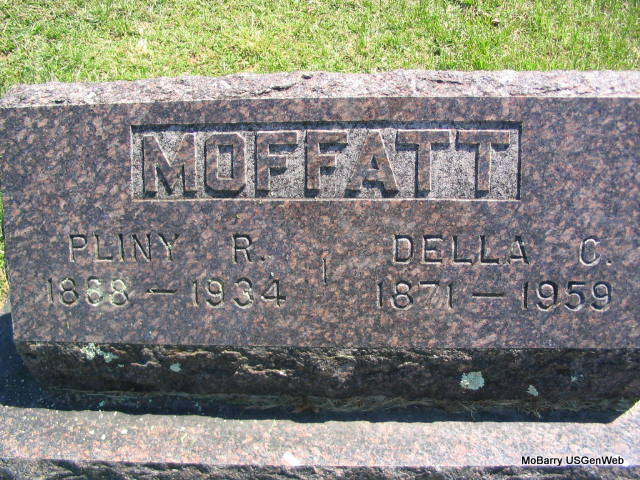 MOFFATT
PLINY R. DELLA C.
1868 – 1934 1871 – 1959
MoBarry USGenWeb